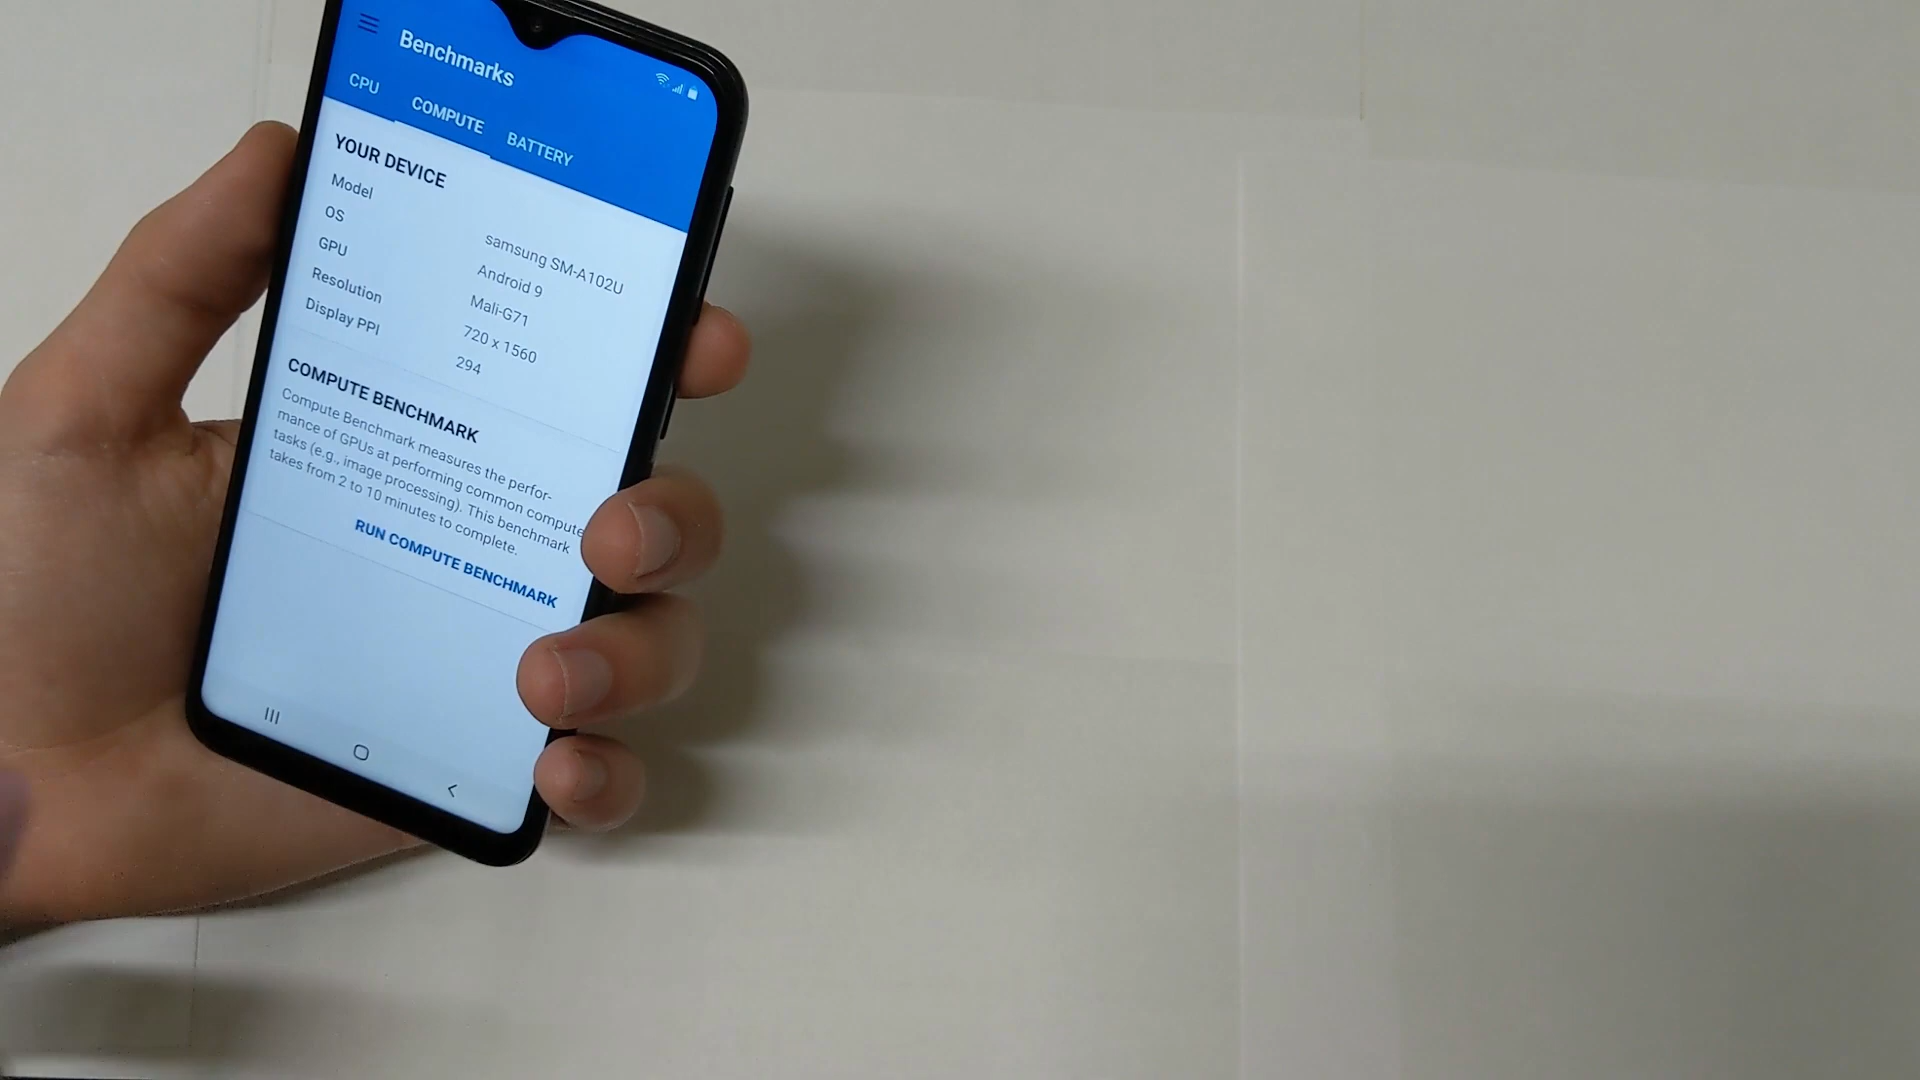 Benchmarks
CPU COMPUTE BATTERY
YOUR DEVICE
Model samsung SM-A102U
OS Android 9
GPU Mali-G71
Resolution 720 x 1560
Display PPI 294
COMPUTE BENCHMARK
Compute Benchmark measures the perfor-
mance of GPUs at performing common compute
tasks (e.g., image processing). This benchmark
takes from 2 to 10 minutes to complete.
RUN COMPUTE BENCHMARK